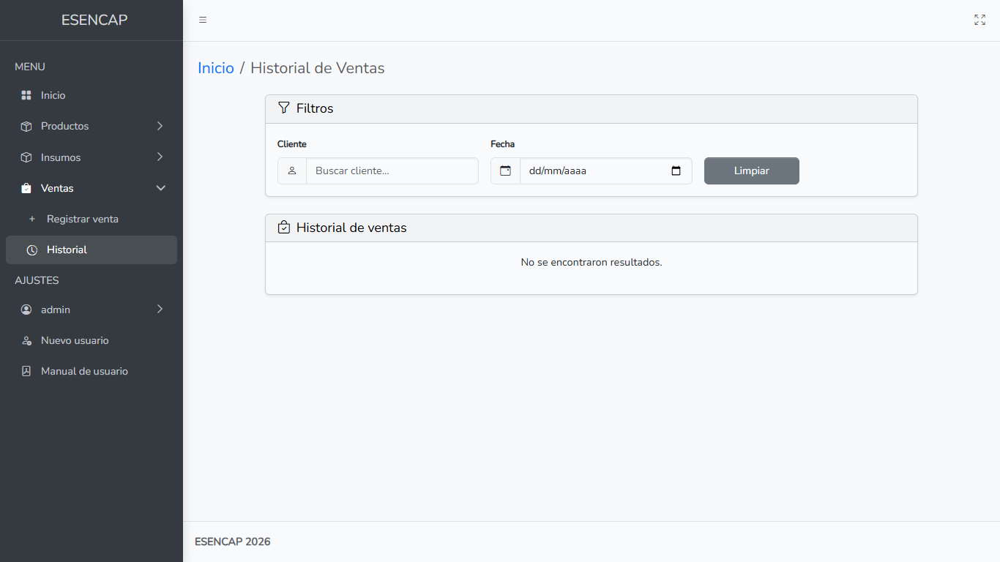 ESENCAP
MENU
Inicio
Productos
Insumos
Ventas
+ Registrar venta
Historial
AJUSTES
admin
Nuevo usuario
Manual de usuario
Inicio / Historial de Ventas
Filtros
Cliente
Fecha
Buscar cliente...
dd/mm/aaaa
Limpiar
Historial de ventas
No se encontraron resultados.
ESENCAP 2026